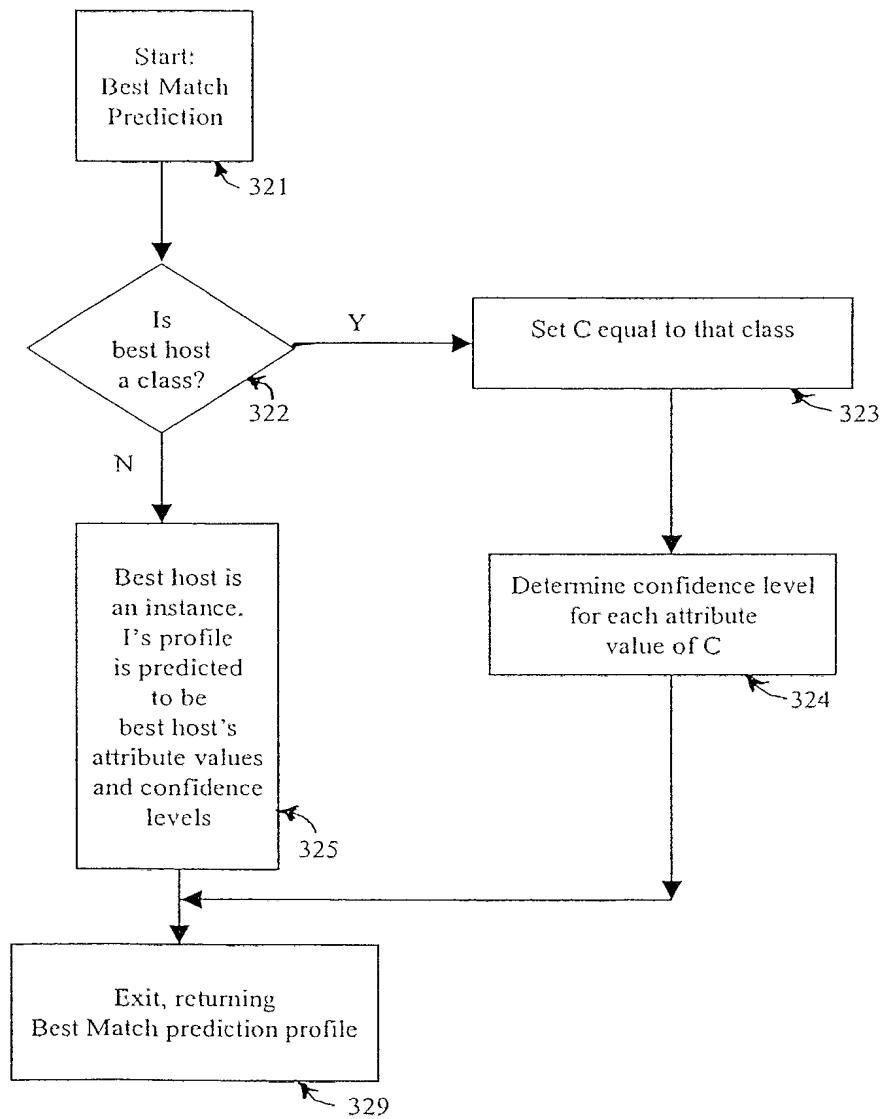 Start:
Best Match
Prediction
321
Is
best host
a class?
322
Y
Set C equal to that class
323
N
Determine confidence level
for each attribute
value of C
324
Best host is
an instance.
I's profile
is predicted
to be
best host's
attribute values
and confidence
levels
325
Exit, returning
Best Match prediction profile
329